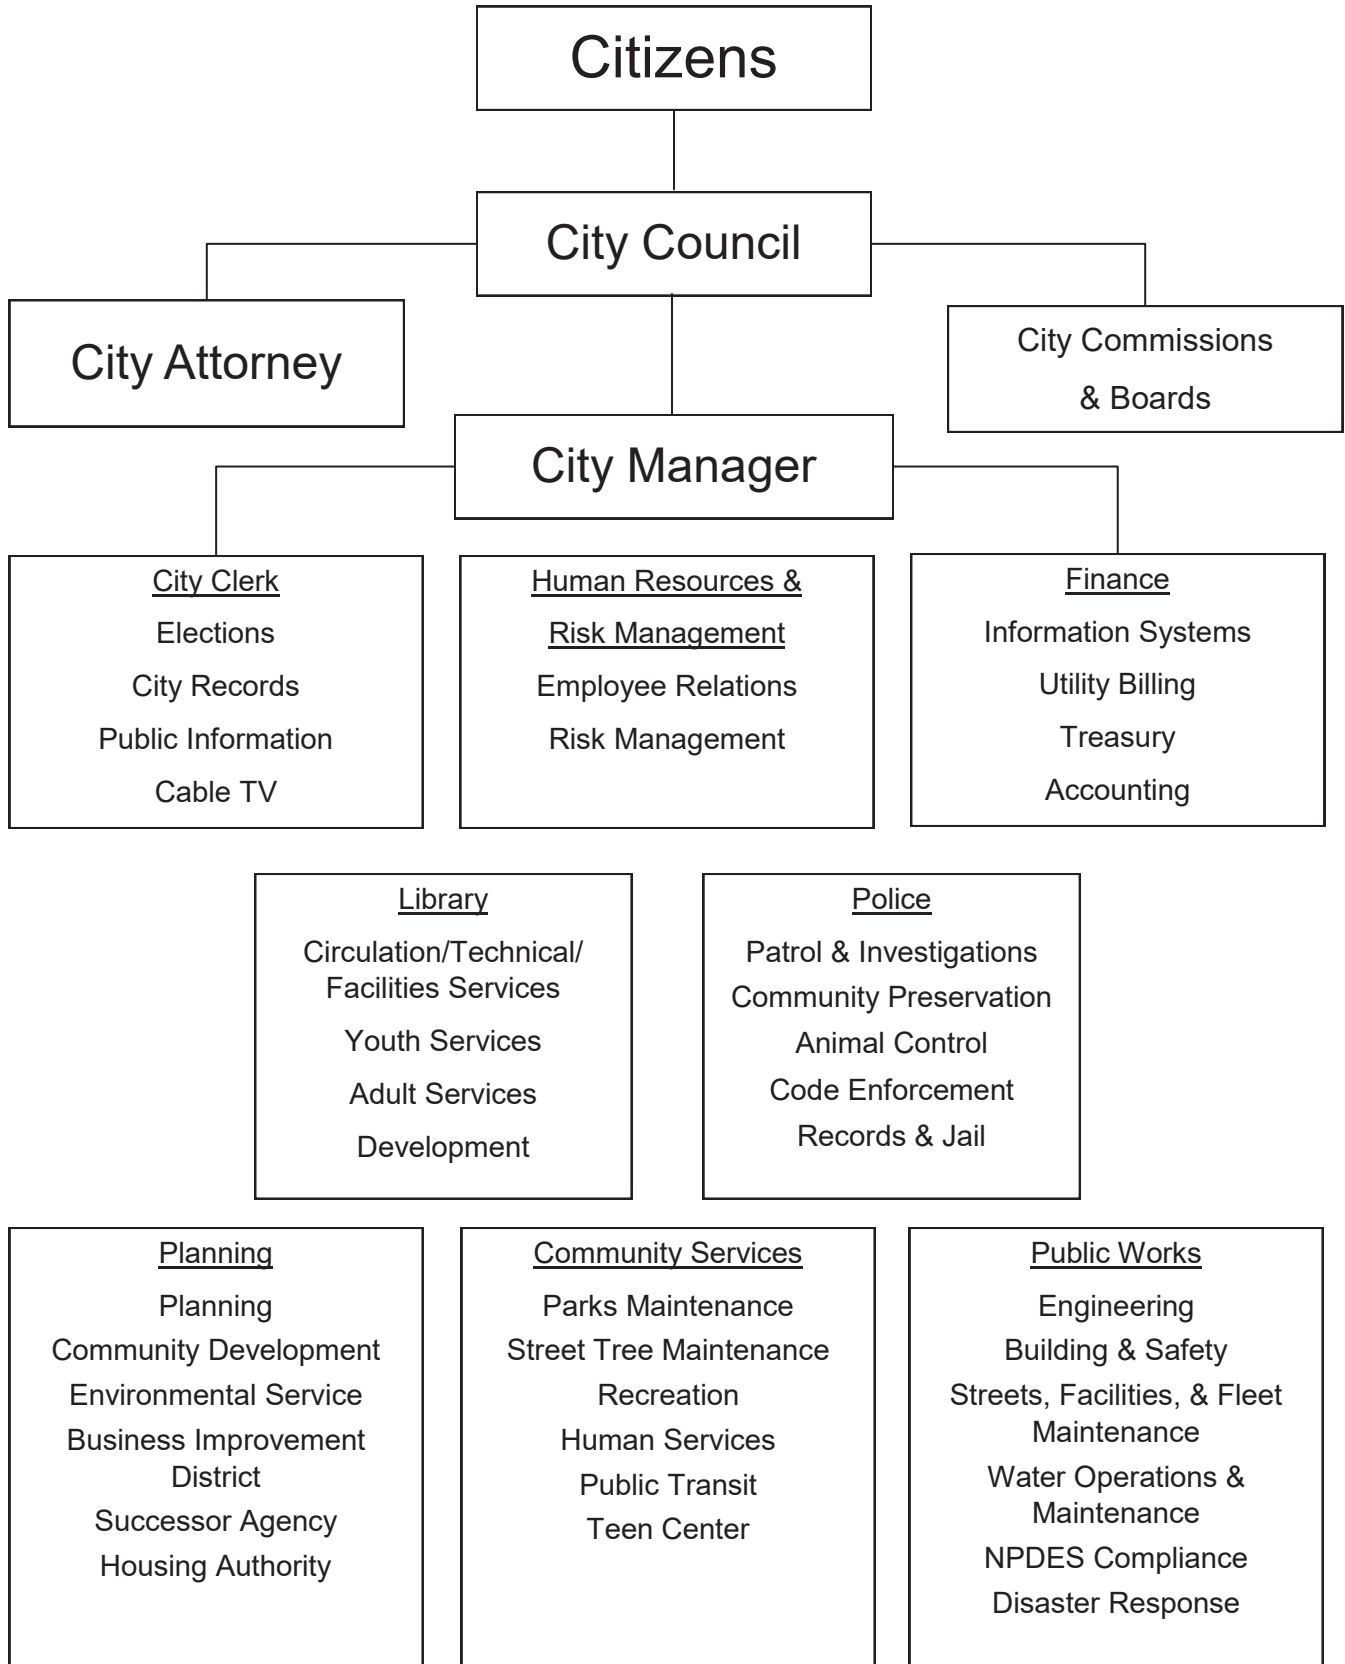 Citizens
City Council
City Attorney
City Commissions
& Boards
City Manager
City Clerk
Elections
City Records
Public Information
Cable TV
Human Resources &
Risk Management
Employee Relations
Risk Management
Finance
Information Systems
Utility Billing
Treasury
Accounting
Library
Circulation/Technical/
Facilities Services
Youth Services
Adult Services
Development
Police
Patrol & Investigations
Community Preservation
Animal Control
Code Enforcement
Records & Jail
Planning
Planning
Community Development
Environmental Service
Business Improvement
District
Successor Agency
Housing Authority
Community Services
Parks Maintenance
Street Tree Maintenance
Recreation
Human Services
Public Transit
Teen Center
Public Works
Engineering
Building & Safety
Streets, Facilities, & Fleet
Maintenance
Water Operations &
Maintenance
NPDES Compliance
Disaster Response